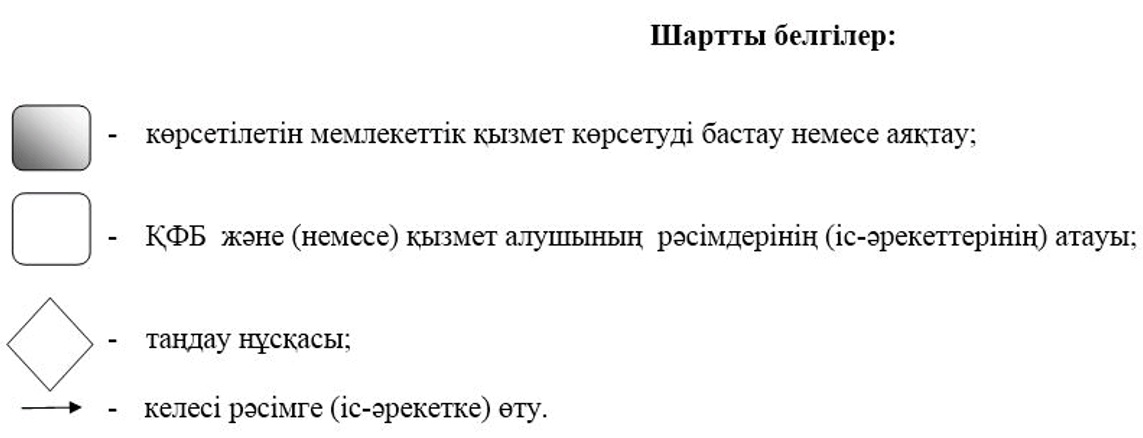 Шартты белгілер:
- көрсетілетін мемлекеттік қызмет көрсетуді бастау немесе аяқтау;
- ҚФБ және (немесе) қызмет алушының рәсімдерінің (іс-әрекеттерінің) атауы;
- таңдау нұсқасы;
- келесі рәсімге (іс-әрекетке) өту.